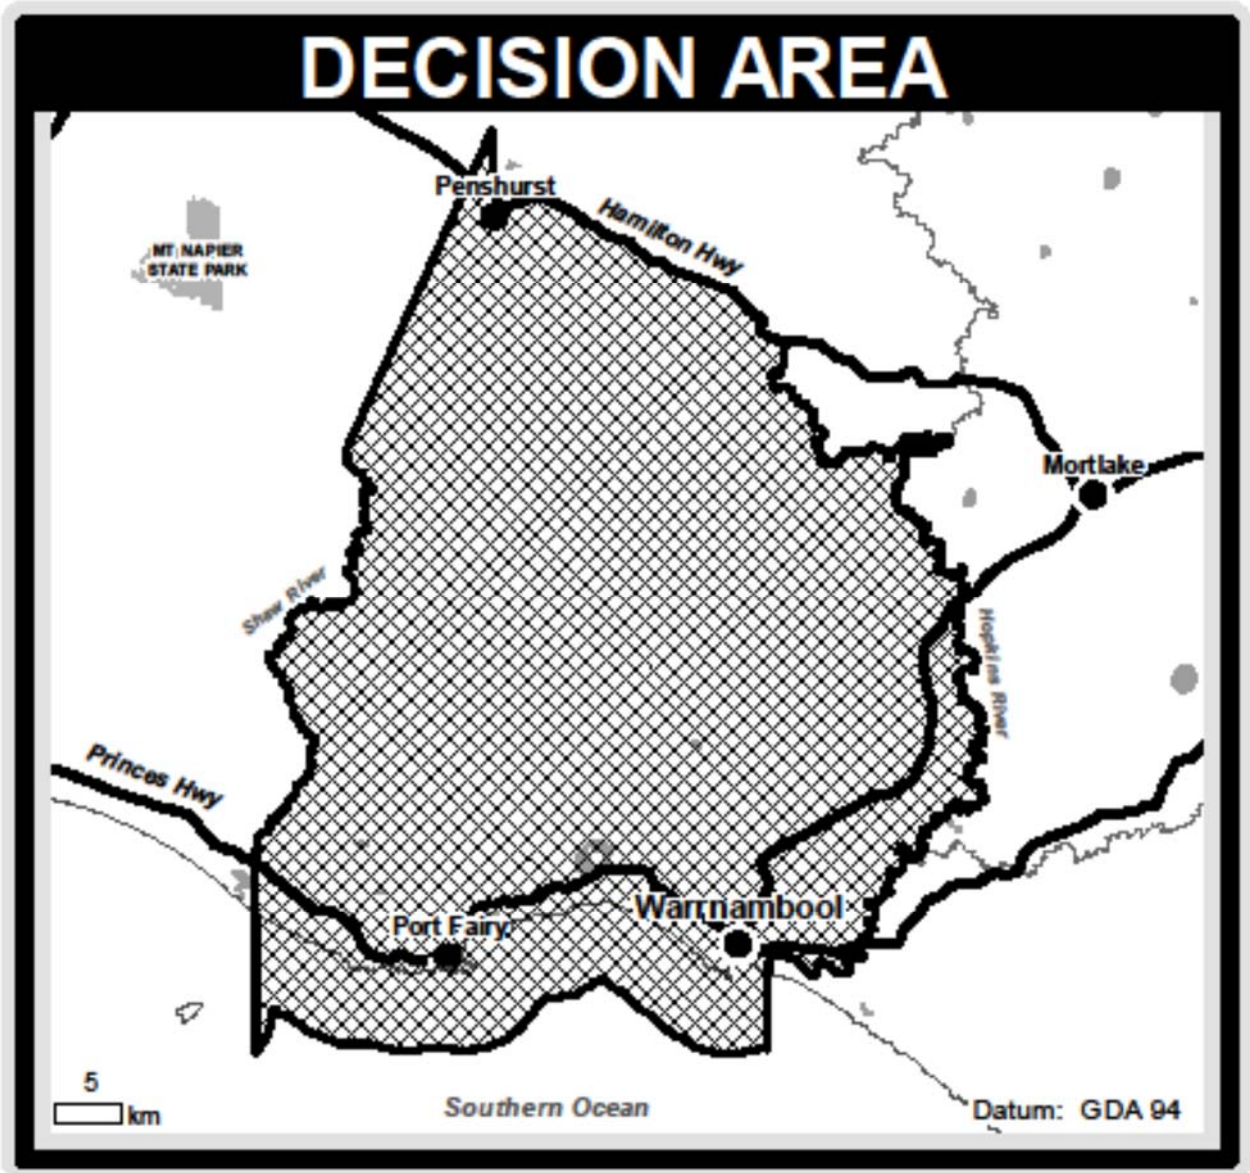 DECISION AREA
Penshurst
Hamilton Hwy
MT NAPIER
STATE PARK
Mortlake
Shaw River
Hopkins River
Princes Hwy
Warrnambool
Port Fairy
5
km
Southern Ocean
Datum: GDA 94